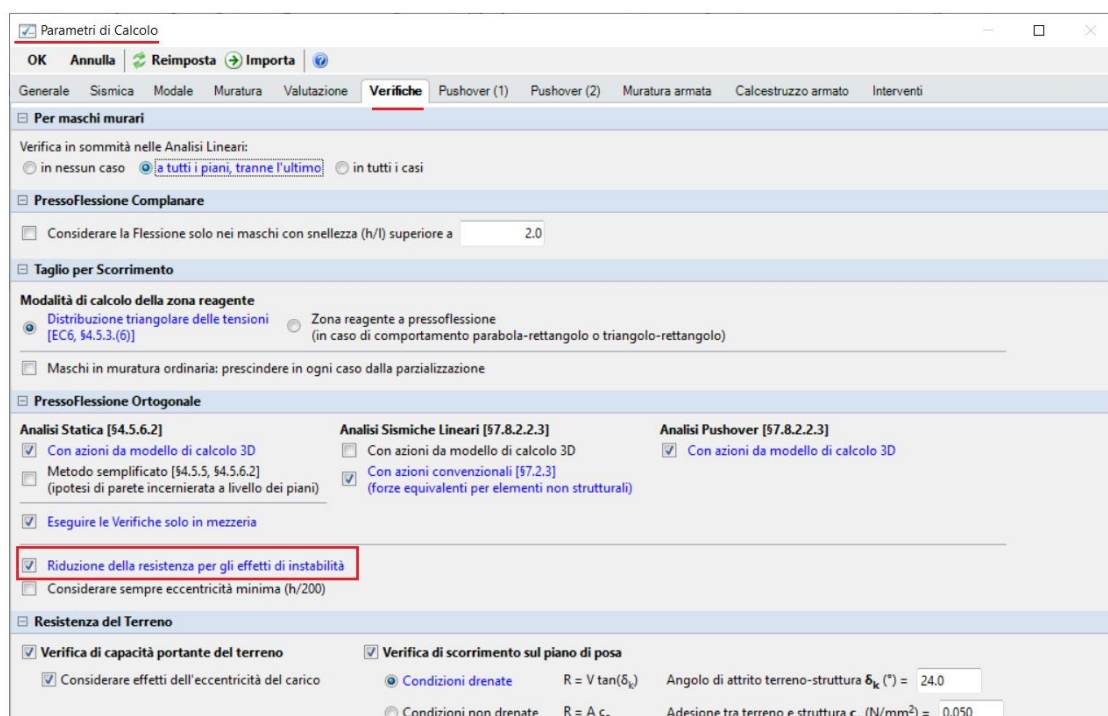 Parametri di Calcolo
OK Annulla Reimposta Importa
Generale Sismica Modale Muratura Valutazione Verifiche Pushover (1) Pushover (2) Muratura armata Calcestruzzo armato Interventi
Per maschi murari
Verifica in sommità nelle Analisi Lineari:
in nessun caso a tutti i piani, tranne l'ultimo in tutti i casi
PressoFlessione Complanare
Considerare la Flessione solo nei maschi con snellezza (h/l) superiore a 2.0
Taglio per Scorrimento
Modalità di calcolo della zona reagente
Distribuzione triangolare delle tensioni
[EC6, §4.5.3.(6)]
Zona reagente a pressoflessione
(in caso di comportamento parabola-rettangolo o triangolo-rettangolo)
Maschi in muratura ordinaria: prescindere in ogni caso dalla parzializzazione
PressoFlessione Ortogonale
Analisi Statica [§4.5.6.2]
Con azioni da modello di calcolo 3D
Metodo semplificato [§4.5.5, §4.5.6.2]
(ipotesi di parete incernierata a livello dei piani)
Eseguire le Verifiche solo in mezzeria
Analisi Sismiche Lineari [§7.8.2.2.3]
Con azioni da modello di calcolo 3D
Con azioni convenzionali [§7.2.3]
(forze equivalenti per elementi non strutturali)
Analisi Pushover [§7.8.2.2.3]
Con azioni da modello di calcolo 3D
Riduzione della resistenza per gli effetti di instabilità
Considerare sempre eccentricità minima (h/200)
Resistenza del Terreno
Verifica di capacità portante del terreno
Considerare effetti dell'eccentricità del carico
Verifica di scorrimento sul piano di posa
Condizioni drenate R = V tan(δk) Angolo di attrito terreno-struttura δk (°) = 24.0
Condizioni non drenate R = A c Adesione tra terreno e struttura c (N/mm²) = 0.050